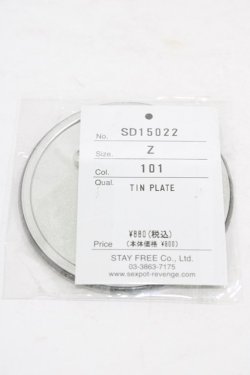 No. SD15022
Size. Z
Col. 101
Qual. TIN PLATE
¥880(税込)
Price (本体価格 ¥800)
STAY FREE Co., Ltd.
03-3863-7175
www.sexpot-revenge.com